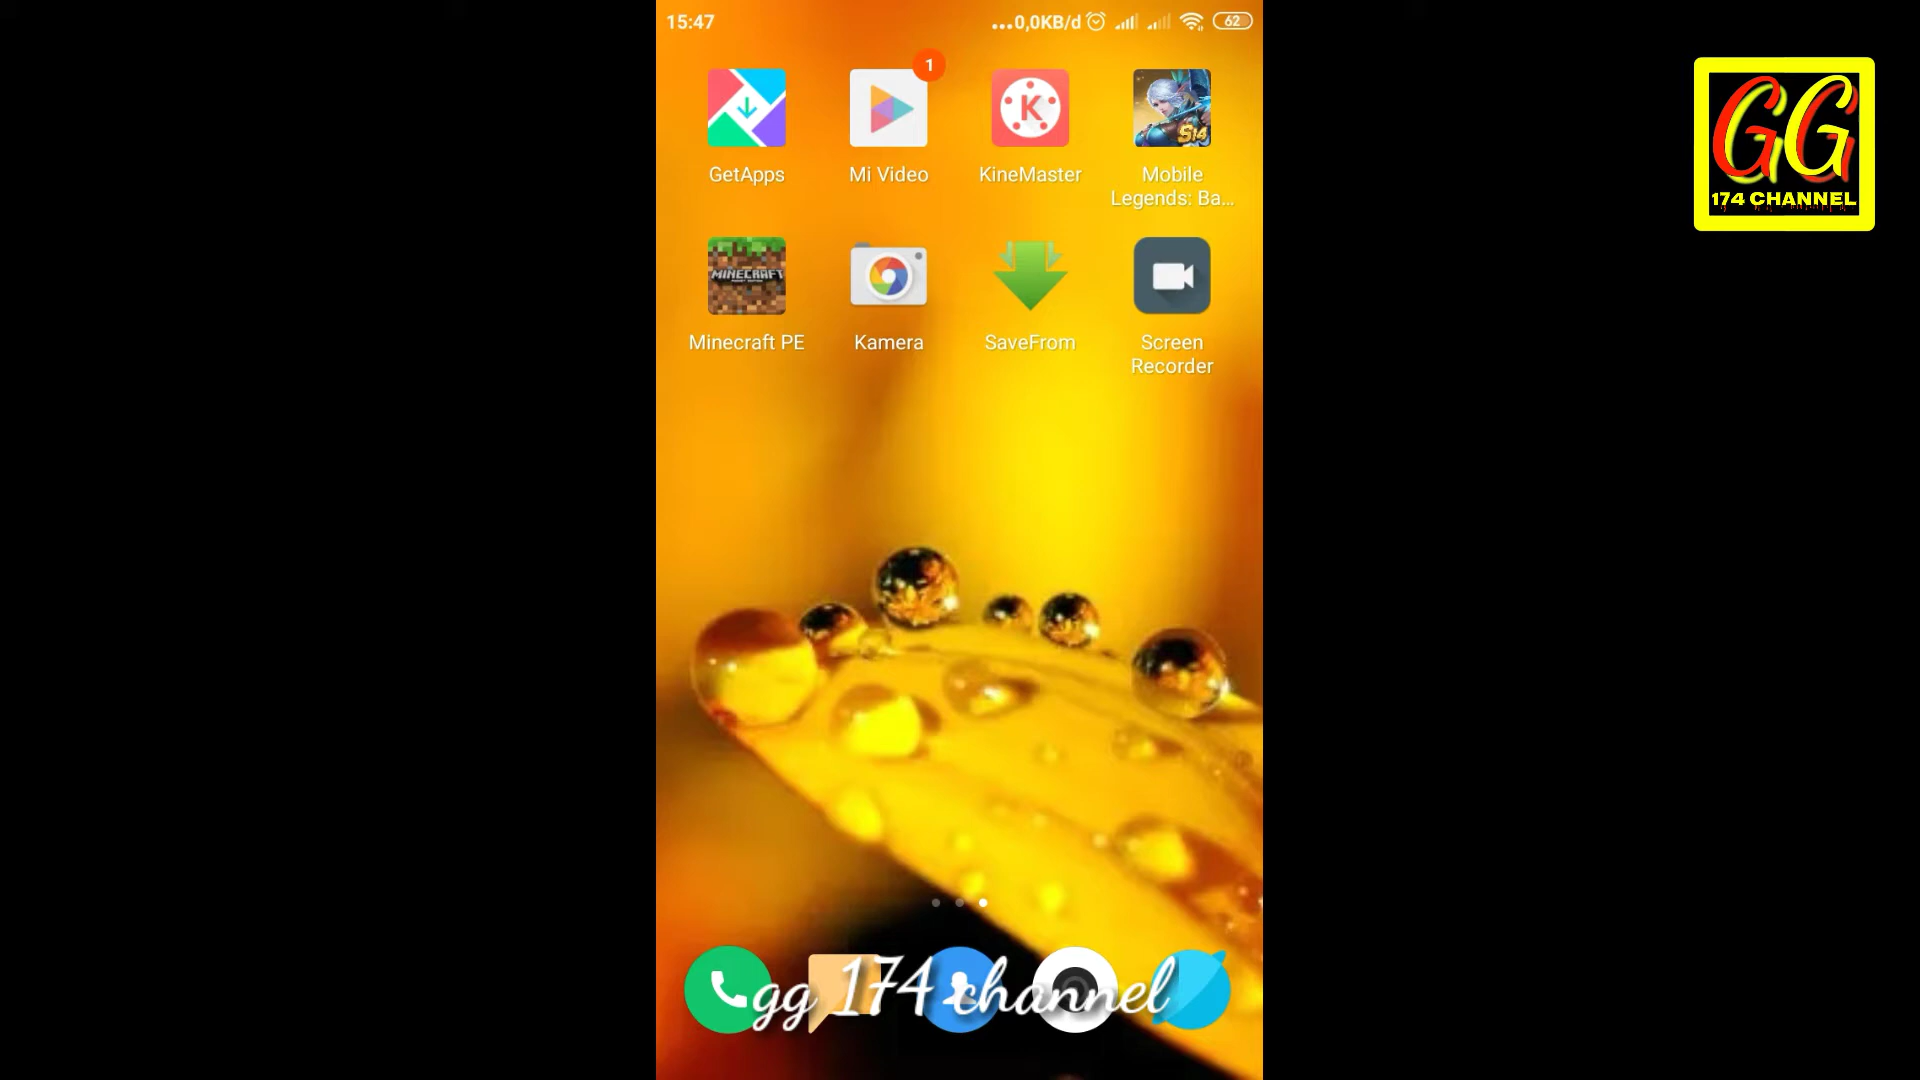 15:47
...0,0KB/d
62
1
GetApps
Mi Video
KineMaster
Mobile
Legends: Ba...
S14
MINECRAFT
Minecraft PE
Kamera
SaveFrom
Screen
Recorder
gg 174 channel
GG
174 CHANNEL